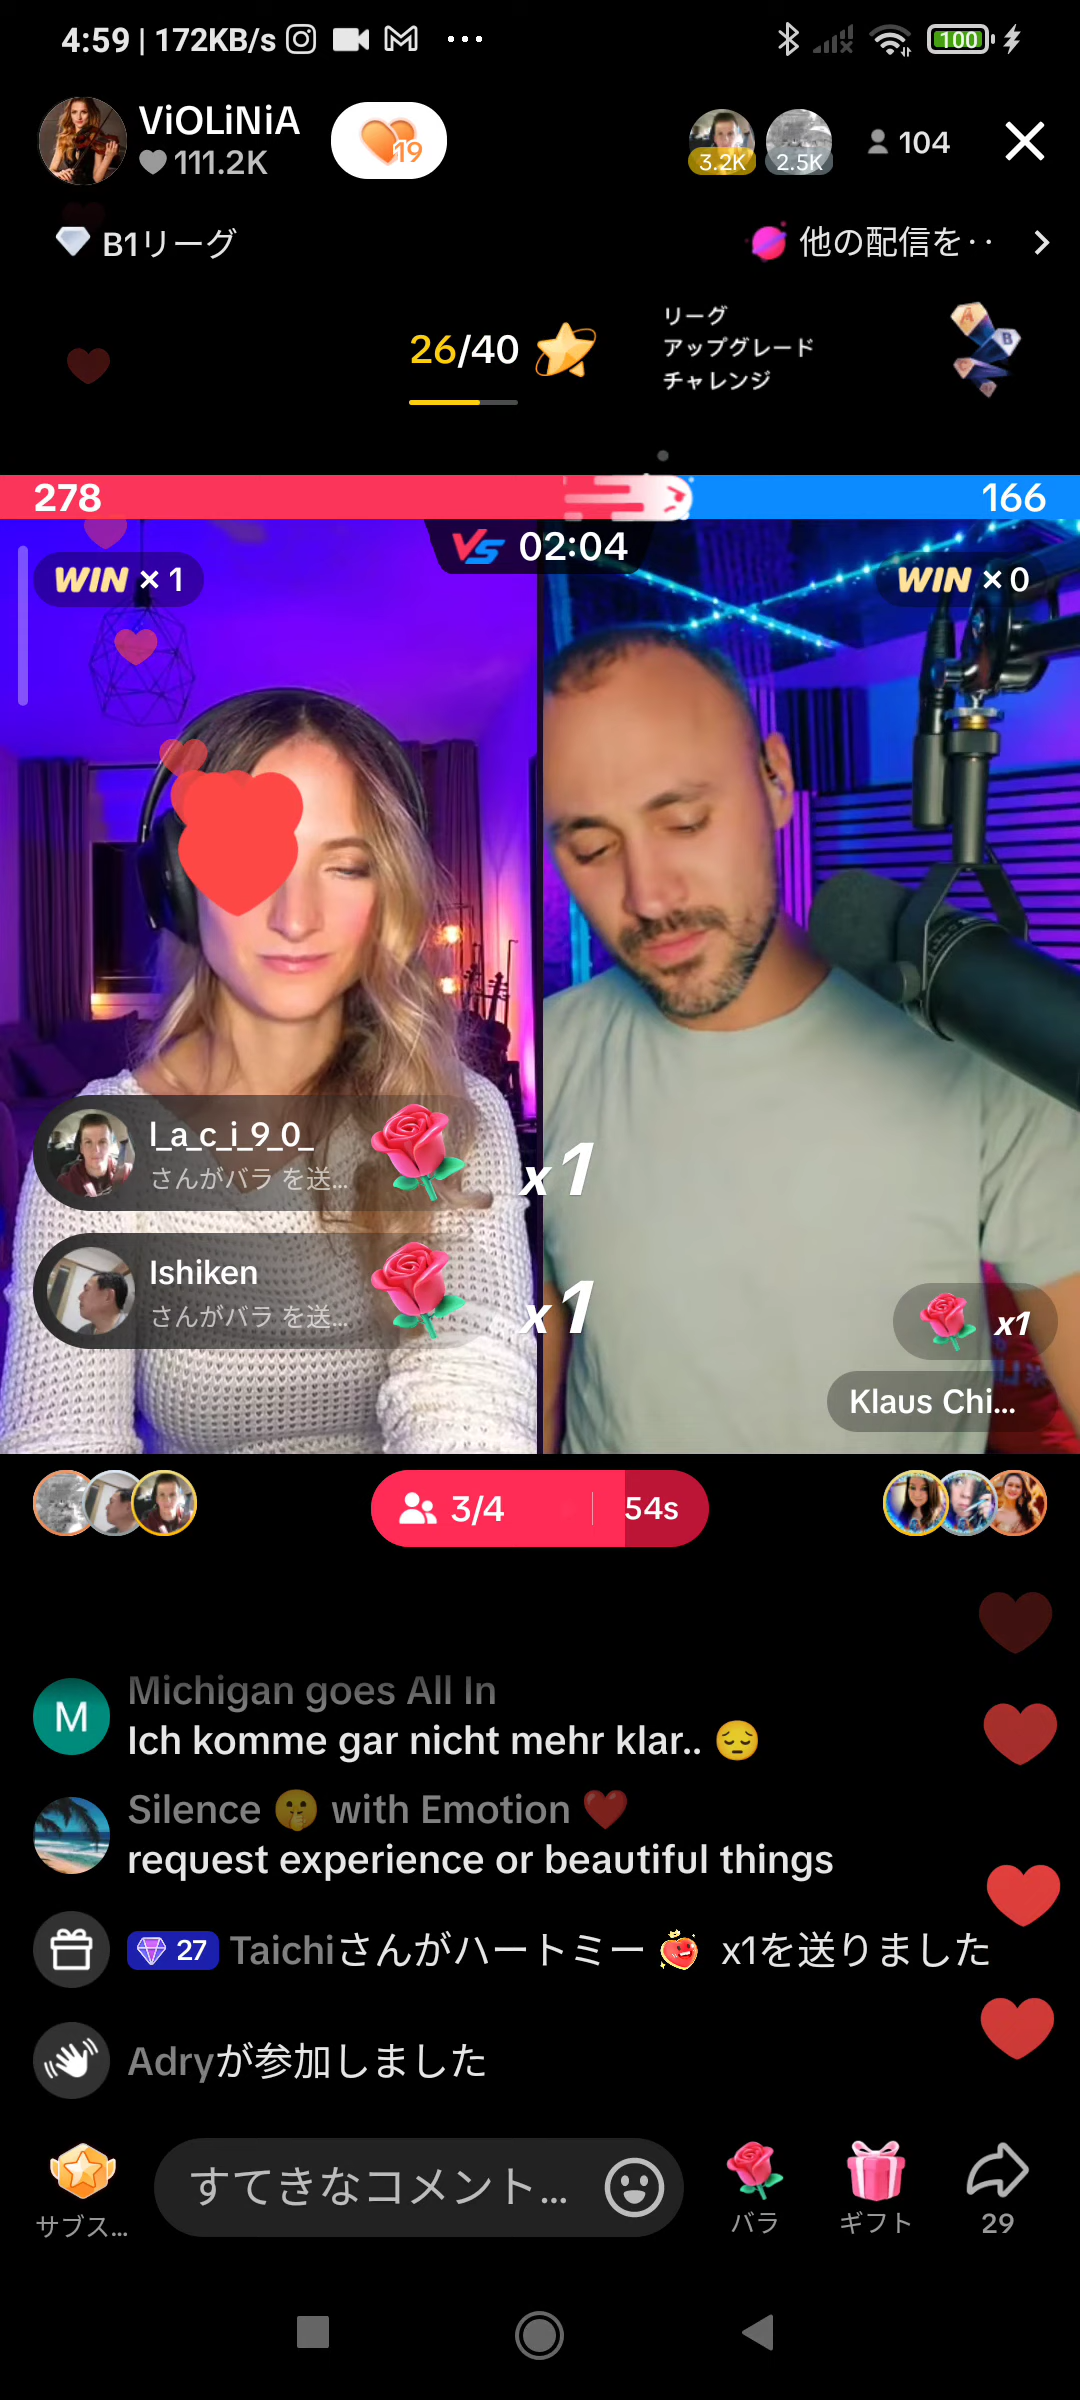 4:59 | 172KB/s
100
ViOLiNiA
111.2K
19
3.2K
2.5K
104
B1リーグ
他の配信を··
26/40
リーグ
アップグレード
チャレンジ
278
166
VS 02:04
WIN × 1
WIN × 0
l_a_c_i_9_0_
さんがバラ を送...
x1
Ishiken
さんがバラ を送...
x1
x1
Klaus Chi...
3/4
54s
Michigan goes All In
M
Ich komme gar nicht mehr klar.. 😔
Silence 🤫 with Emotion ❤️
request experience or beautiful things
27 Taichiさんがハートミー x1を送りました
Adryが参加しました
サブス...
すてきなコメント...
バラ
ギフト
29